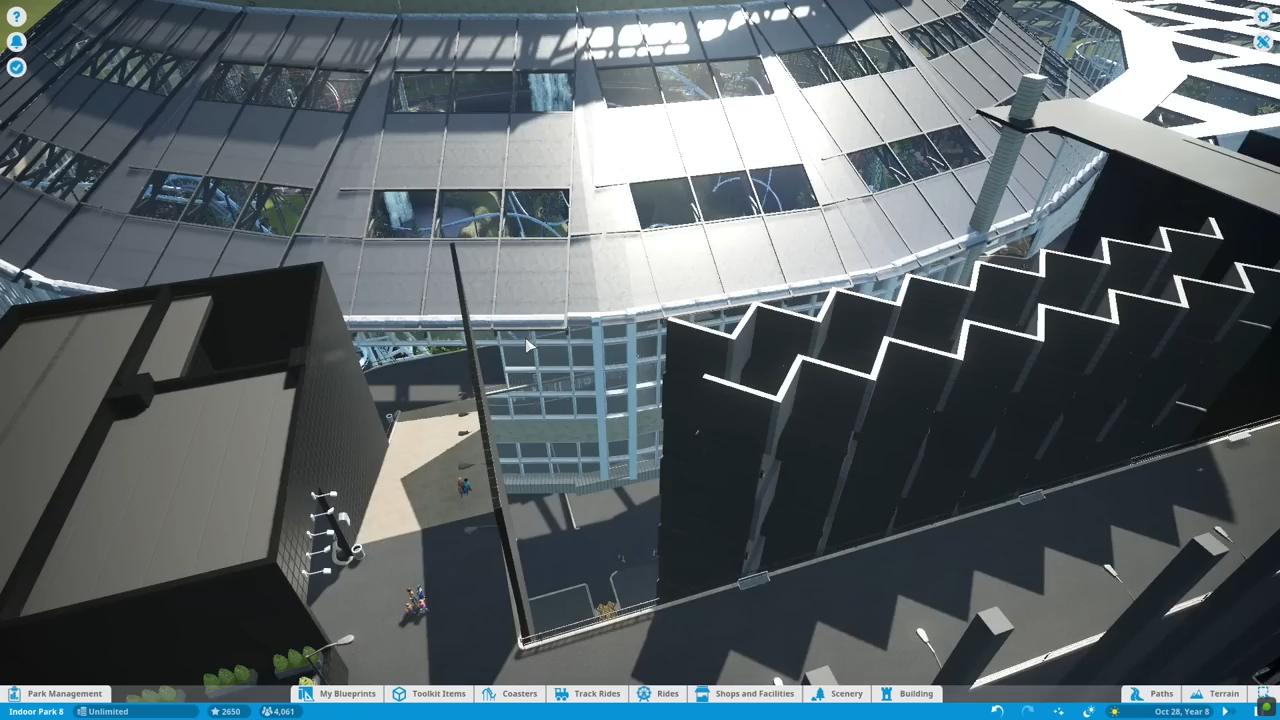 Park Management
My Blueprints
Toolkit Items
Coasters
Track Rides
Rides
Shops and Facilities
Scenery
Building
Paths
Terrain
Indoor Park 8
Unlimited
2650
4,061
Oct 28, Year 8